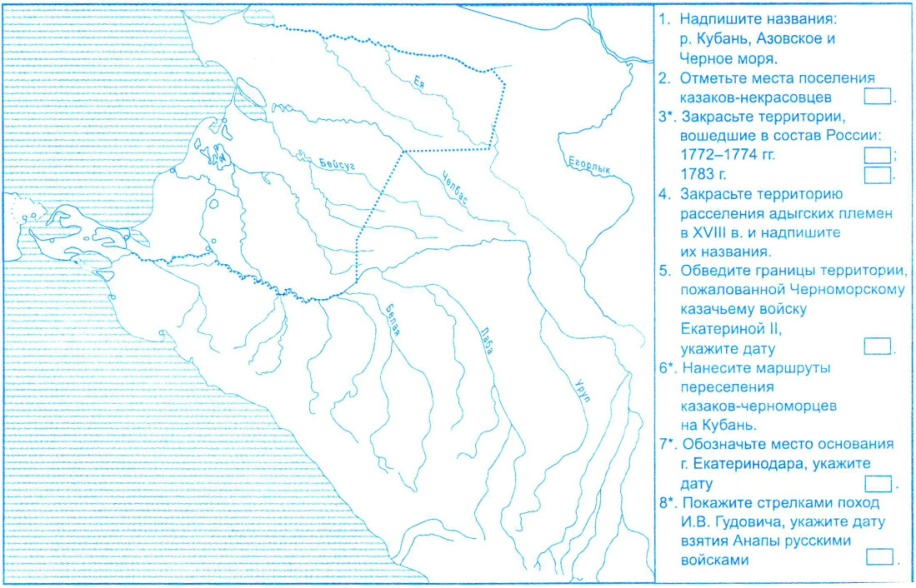 Ея
Бейсуг
Челбас
Егорлык
Белая
Лаба
Уруп
1. Надпишите названия:
р. Кубань, Азовское и
Черное моря.
2. Отметьте места поселения
казаков-некрасовцев .
3*. Закрасьте территории,
вошедшие в состав России:
1772–1774 гг. ;
1783 г. .
4. Закрасьте территорию
расселения адыгских племен
в XVIII в. и надпишите
их названия.
5. Обведите границы территории,
пожалованной Черноморскому
казачьему войску
Екатериной II,
укажите дату .
6*. Нанесите маршруты
переселения
казаков-черноморцев
на Кубань.
7*. Обозначьте место основания
г. Екатеринодара, укажите
дату .
8*. Покажите стрелками поход
И.В. Гудовича, укажите дату
взятия Анапы русскими
войсками .